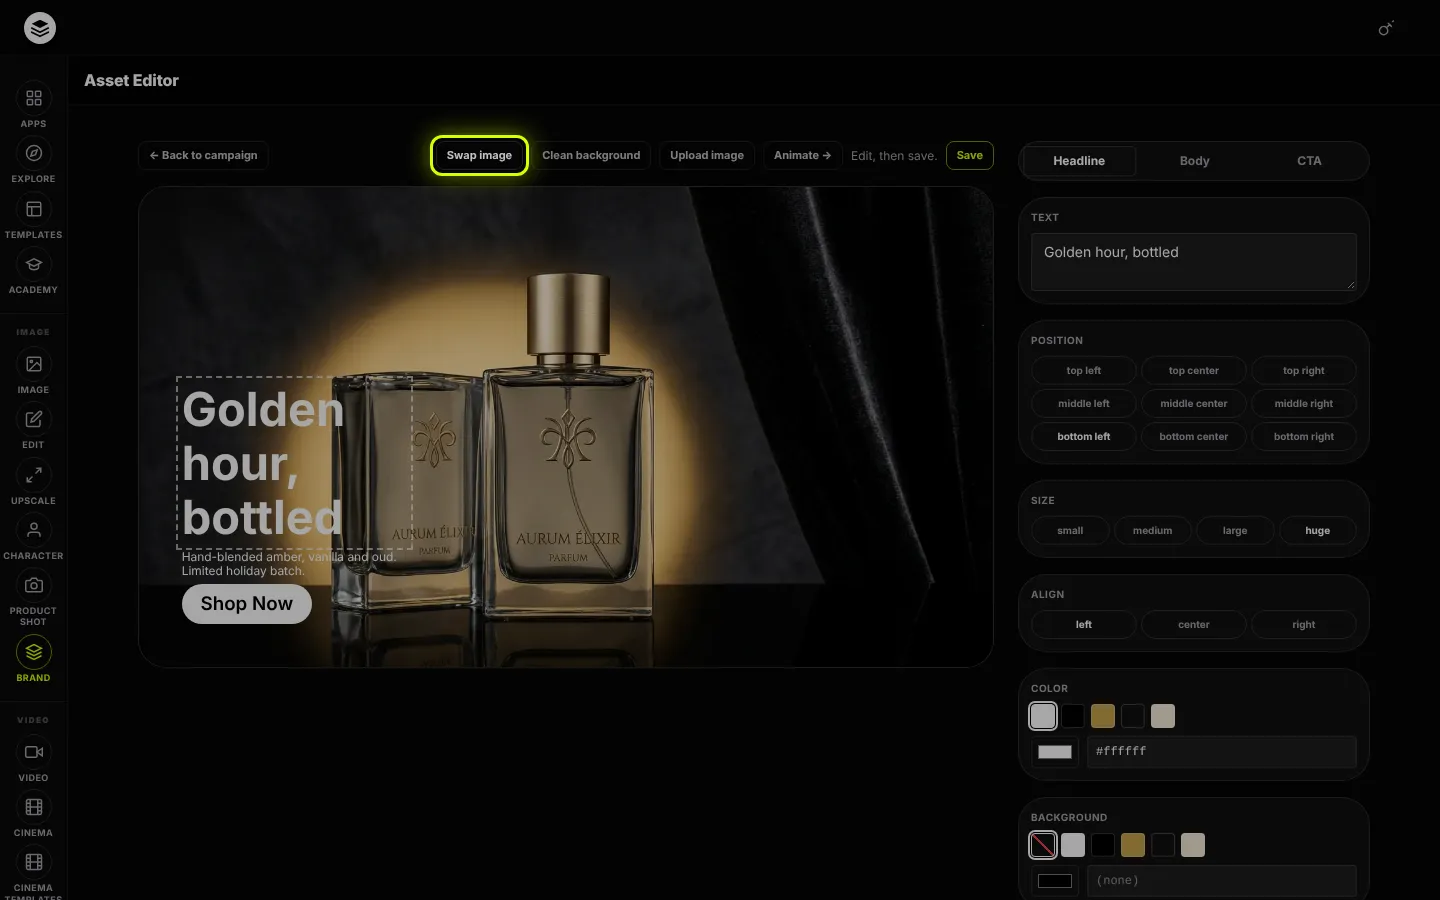 Asset Editor
APPS
EXPLORE
TEMPLATES
ACADEMY
IMAGE
IMAGE
EDIT
UPSCALE
CHARACTER
PRODUCT
SHOT
BRAND
VIDEO
VIDEO
CINEMA
CINEMA
TEMPLATES
← Back to campaign
Swap image
Clean background
Upload image
Animate →
Edit, then save.
Save
Golden
hour,
bottled
Hand-blended amber, vanilla and oud.
Limited holiday batch.
Shop Now
AURUM ÉLIXIR
PARFUM
AURUM ÉLIXIR
PARFUM
Headline
Body
CTA
TEXT
Golden hour, bottled
POSITION
top left
top center
top right
middle left
middle center
middle right
bottom left
bottom center
bottom right
SIZE
small
medium
large
huge
ALIGN
left
center
right
COLOR
#ffffff
BACKGROUND
(none)